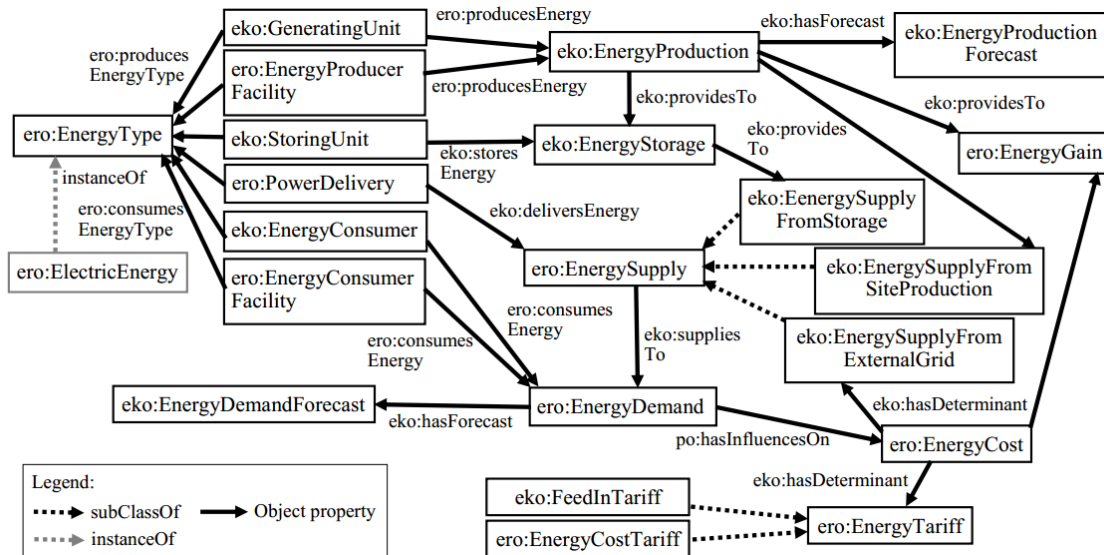 eko:GeneratingUnit
ero:producesEnergy
eko:hasForecast
eko:EnergyProduction
Forecast
ero:produces
EnergyType
eko:EnergyProduction
ero:EnergyProducer
Facility
ero:producesEnergy
eko:providesTo
eko:providesTo
ero:EnergyType
eko:StoringUnit
eko:stores
Energy
eko:EnergyStorage
eko:provides
To
ero:EnergyGain
instanceOf
ero:PowerDelivery
eko:deliversEnergy
eko:EenergySupply
FromStorage
ero:consumes
EnergyType
eko:EnergyConsumer
ero:ElectricEnergy
ero:EnergyConsumer
Facility
ero:EnergySupply
eko:EnergySupplyFrom
SiteProduction
ero:consumes
Energy
ero:consumes
Energy
eko:supplies
To
eko:EnergySupplyFrom
ExternalGrid
eko:EnergyDemandForecast
eko:hasForecast
ero:EnergyDemand
eko:hasDeterminant
po:hasInfluencesOn
ero:EnergyCost
Legend:
subClassOf
Object property
instanceOf
eko:hasDeterminant
eko:FeedInTariff
ero:EnergyCostTariff
ero:EnergyTariff